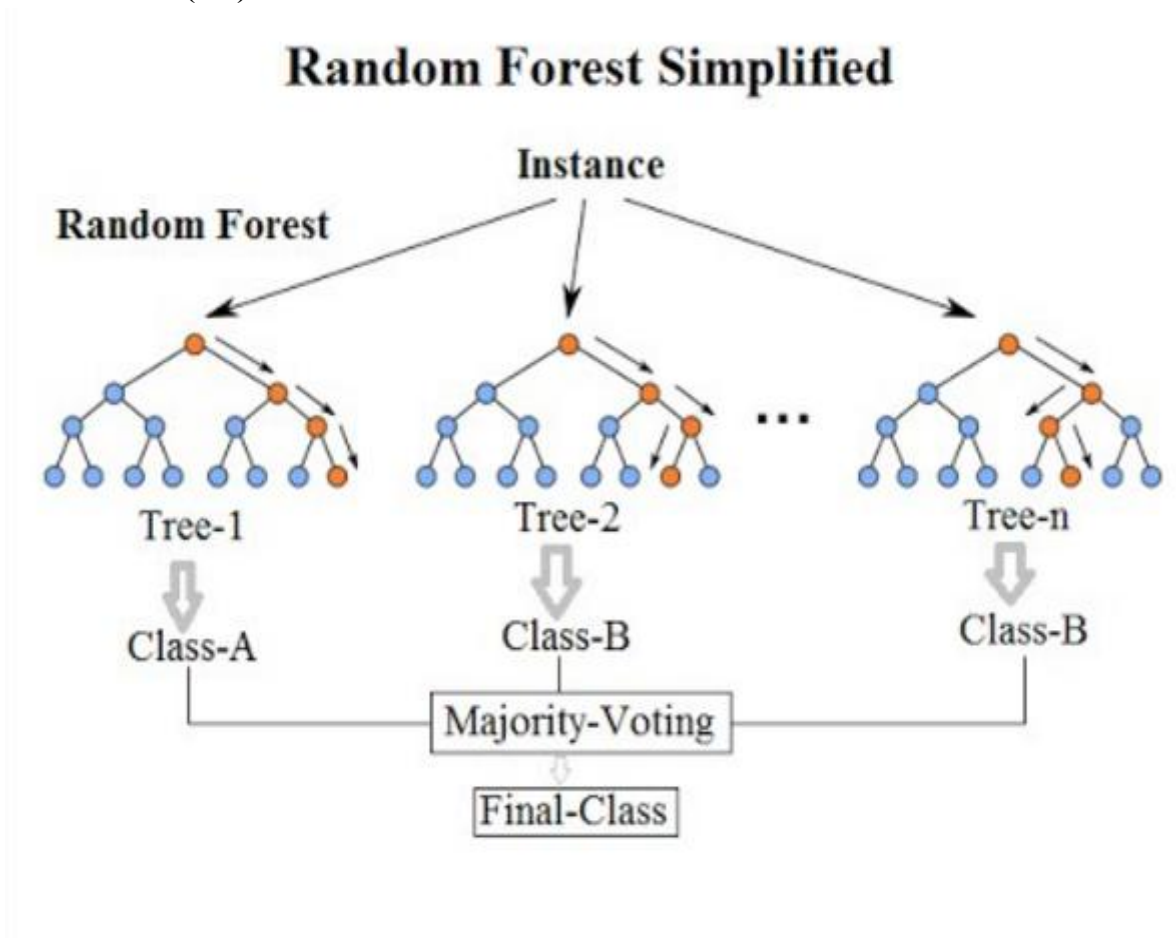 Random Forest Simplified
Instance
Random Forest
...
Tree-1
Tree-2
Tree-n
Class-A
Class-B
Class-B
Majority-Voting
Final-Class